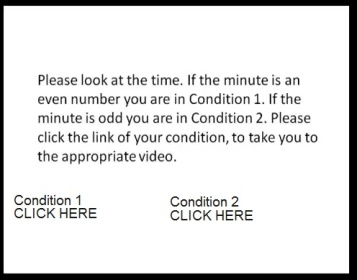 Please look at the time. If the minute is an
even number you are in Condition 1. If the
minute is odd you are in Condition 2. Please
click the link of your condition, to take you to
the appropriate video.
Condition 1
CLICK HERE
Condition 2
CLICK HERE